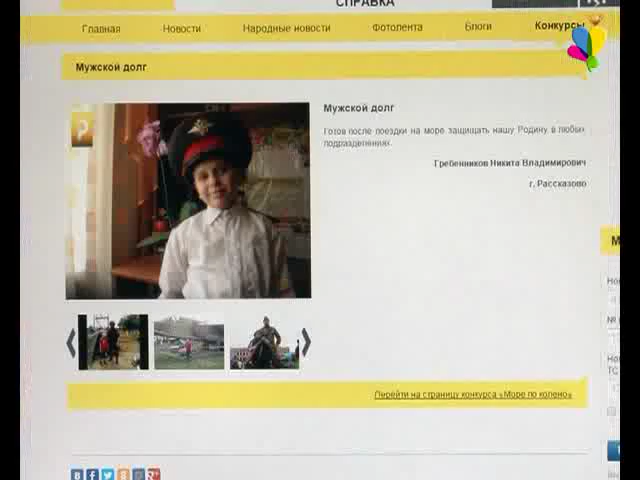 СПРАВКА
Главная Новости Народные новости Фотолента Блоги Конкурсы
Мужской долг
Мужской долг
Готов после поездки на море защищать нашу Родину в любых
подразделениях.
Гребенников Никита Владимирович
г. Рассказово
Перейти на страницу конкурса «Море по колено»